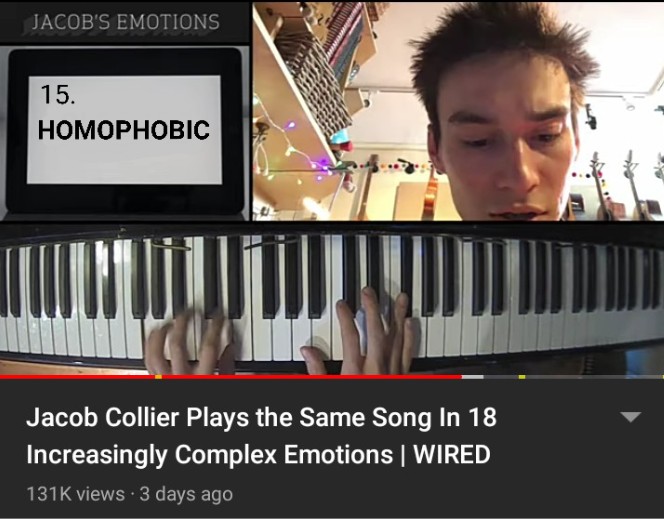 JACOB'S EMOTIONS
15.
HOMOPHOBIC
Jacob Collier Plays the Same Song In 18
Increasingly Complex Emotions | WIRED
131K views · 3 days ago